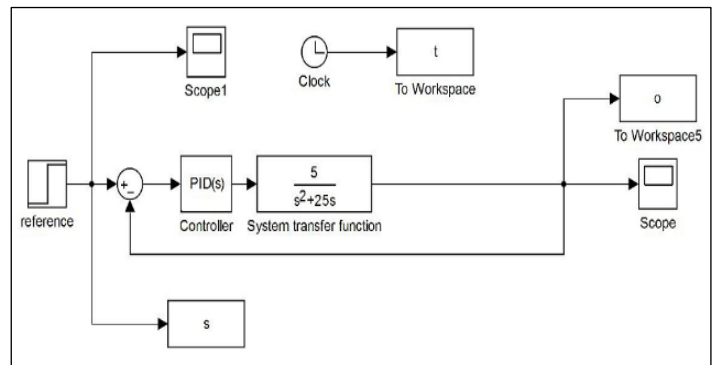 Scope1
Clock
t
To Workspace
o
To Workspace5
reference
+
−
PID(s)
Controller
5
s²+25s
System transfer function
Scope
s